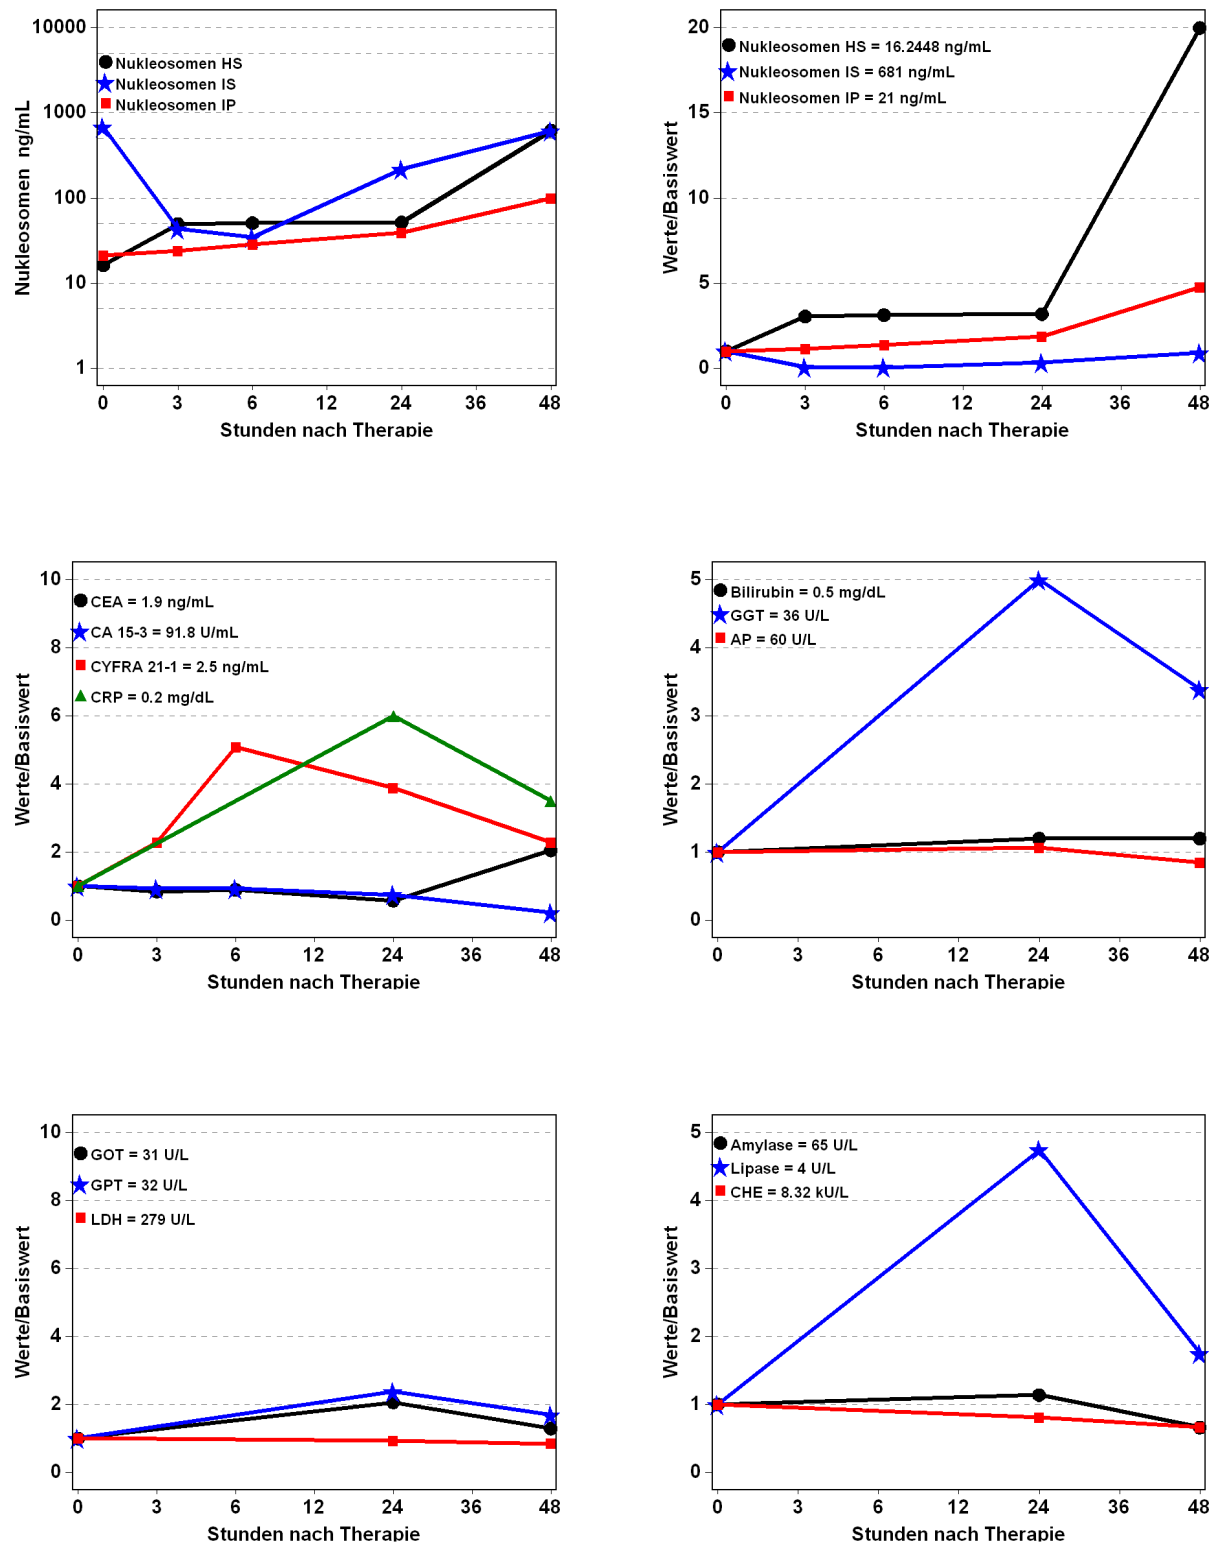 10000
1000
100
10
1
Nukleosomen ng/mL
Nukleosomen HS
Nukleosomen IS
Nukleosomen IP
0 3 6 12 24 36 48
Stunden nach Therapie
20
15
10
5
0
Werte/Basiswert
Nukleosomen HS = 16.2448 ng/mL
Nukleosomen IS = 681 ng/mL
Nukleosomen IP = 21 ng/mL
0 3 6 12 24 36 48
Stunden nach Therapie
10
8
6
4
2
0
Werte/Basiswert
CEA = 1.9 ng/mL
CA 15-3 = 91.8 U/mL
CYFRA 21-1 = 2.5 ng/mL
CRP = 0.2 mg/dL
0 3 6 12 24 36 48
Stunden nach Therapie
5
4
3
2
1
0
Werte/Basiswert
Bilirubin = 0.5 mg/dL
GGT = 36 U/L
AP = 60 U/L
0 3 6 12 24 36 48
Stunden nach Therapie
10
8
6
4
2
0
Werte/Basiswert
GOT = 31 U/L
GPT = 32 U/L
LDH = 279 U/L
0 3 6 12 24 36 48
Stunden nach Therapie
5
4
3
2
1
0
Werte/Basiswert
Amylase = 65 U/L
Lipase = 4 U/L
CHE = 8.32 kU/L
0 3 6 12 24 36 48
Stunden nach Therapie